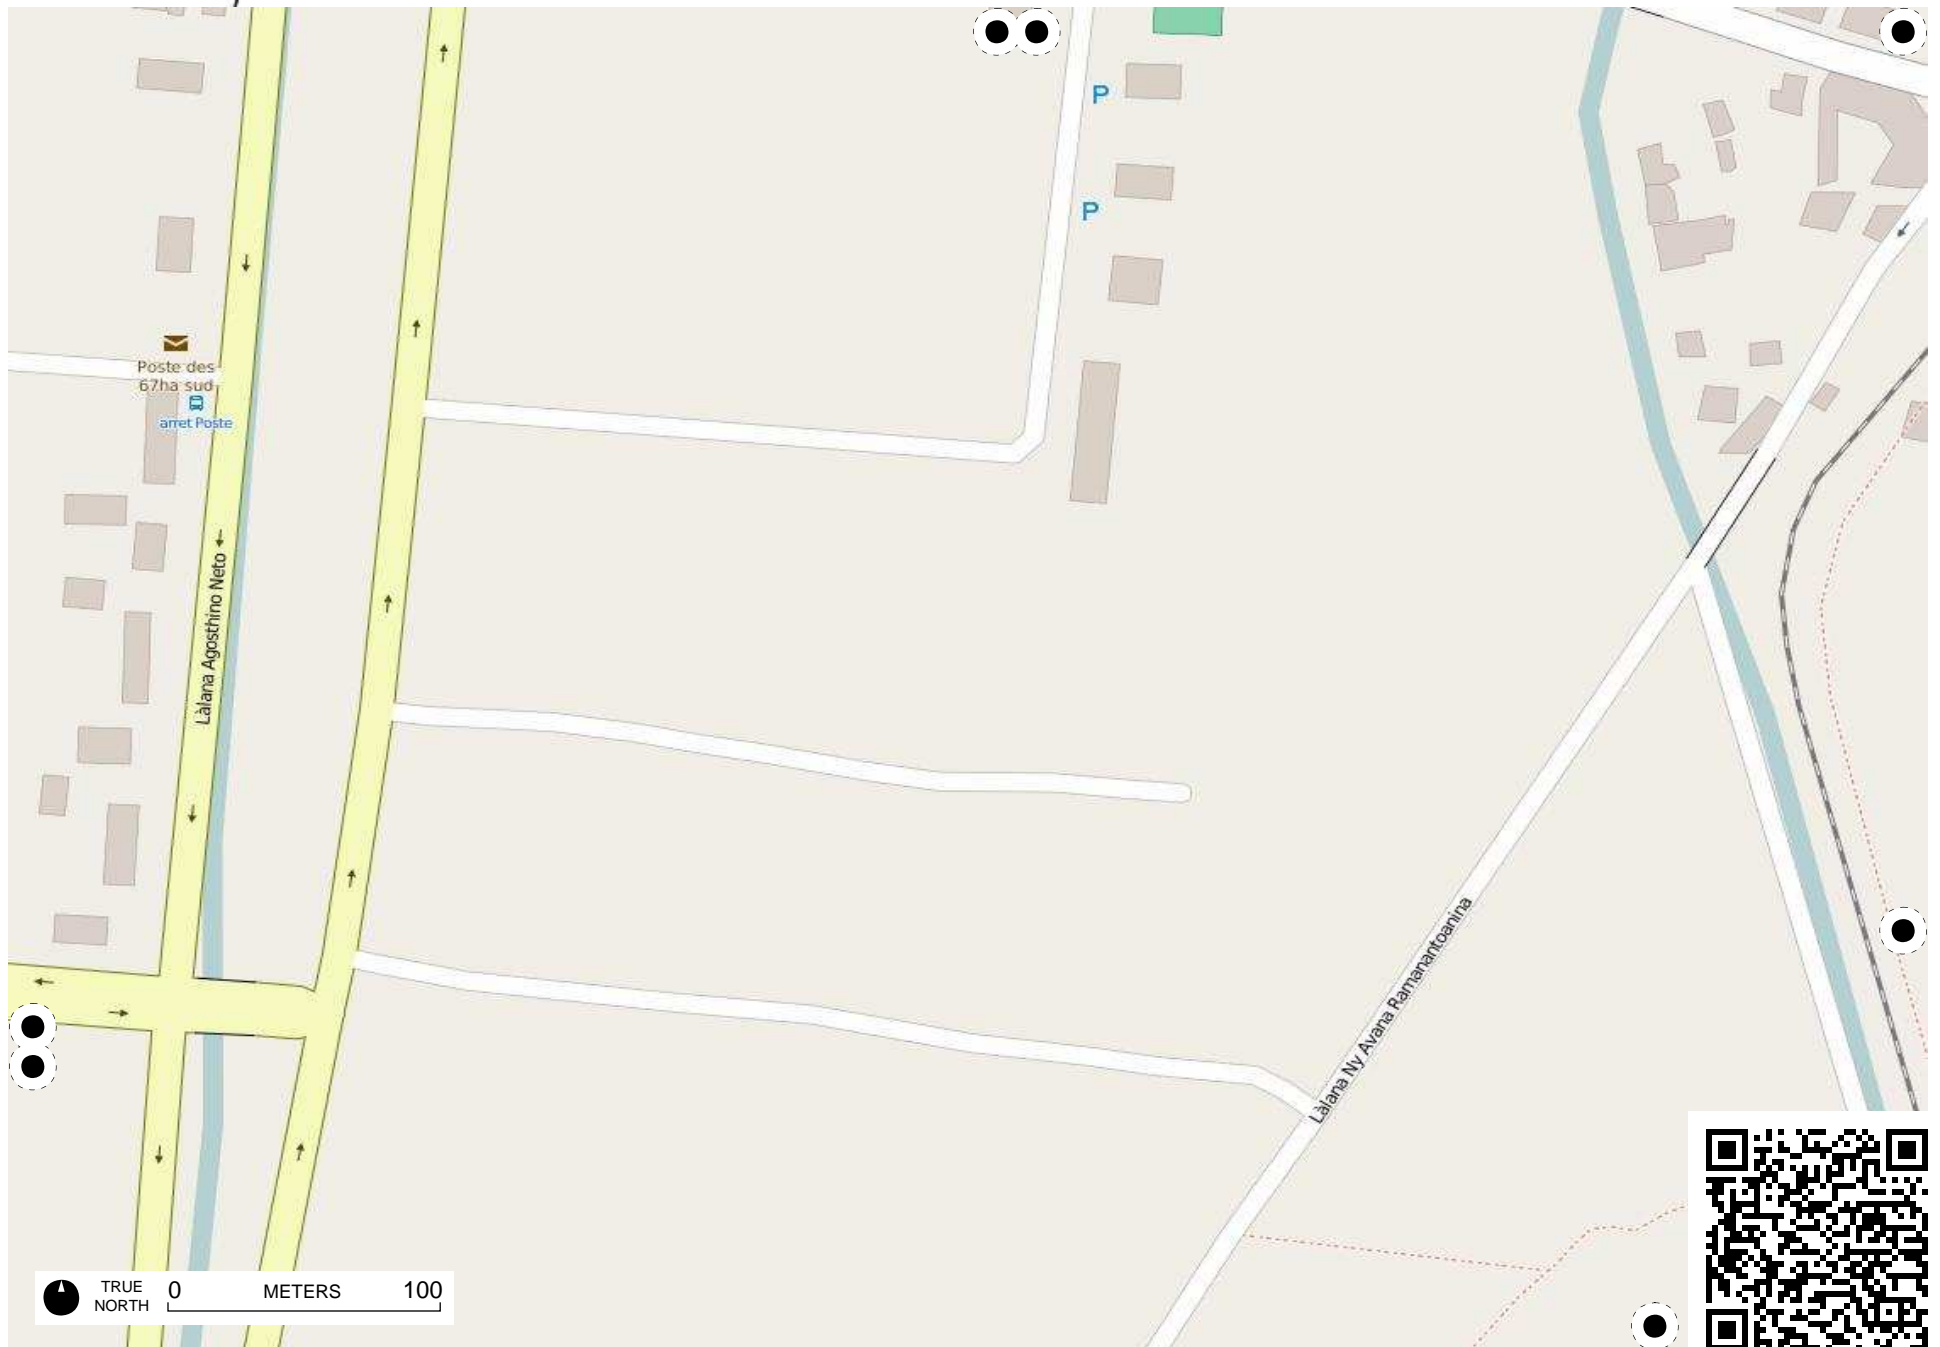 P
P
Poste des
67ha sud
arret Poste
Làlana Agosthino Neto
Làlana Ny Avana Ramanantoanina
TRUE
NORTH
0 METERS 100